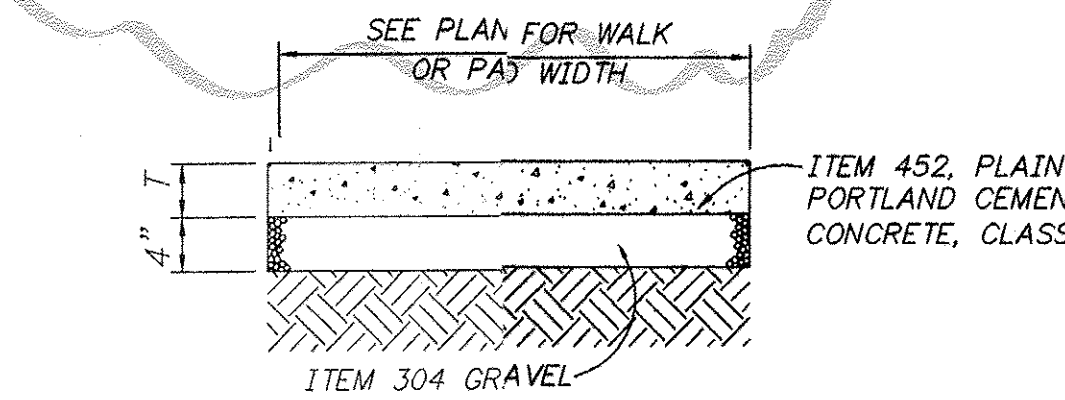 SEE PLAN FOR WALK
OR PAD WIDTH
T
4"
ITEM 452, PLAIN
PORTLAND CEMEN
CONCRETE, CLASS
ITEM 304 GRAVEL